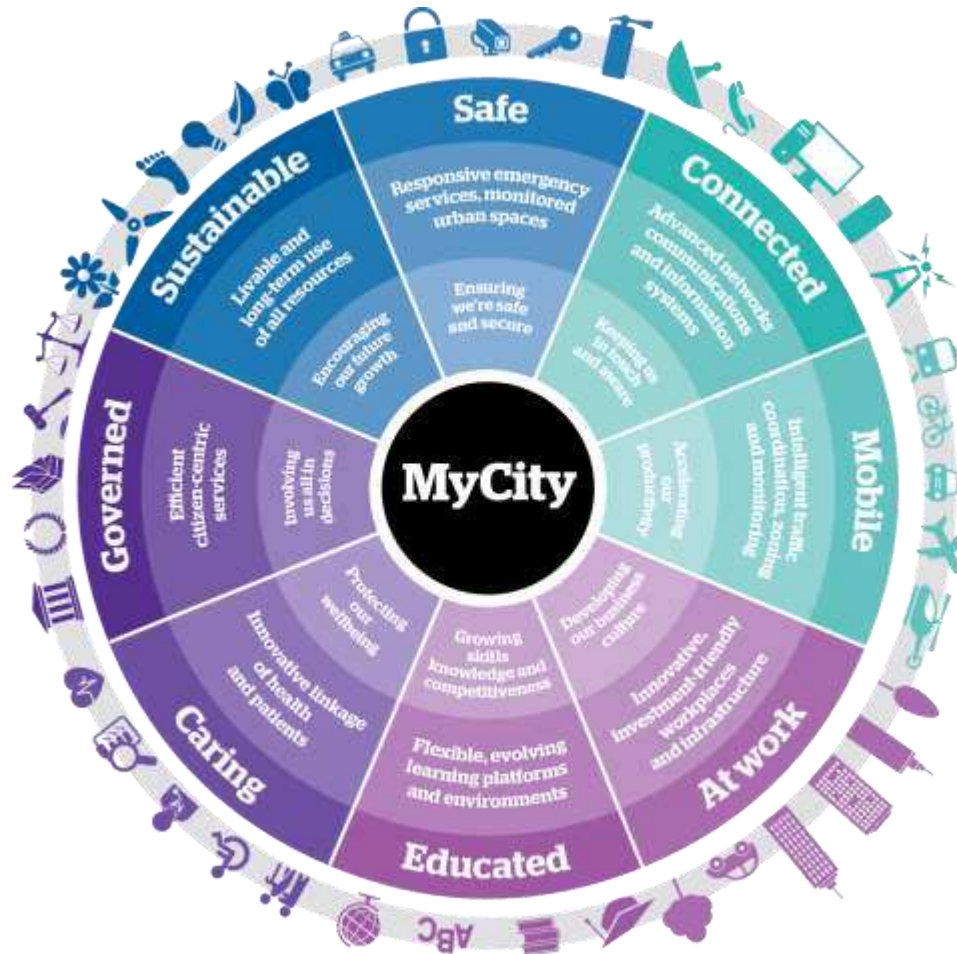 Safe
Responsive emergency
services, monitored
urban spaces
Ensuring
we're safe
and secure
Connected
Advanced networks
communications
and information
systems
Keeping us
in touch
and aware
Mobile
Intelligent traffic
coordination, zoning
and monitoring
Accelerating
our
productivity
At work
Innovative,
investment-friendly
workplaces
and infrastructure
Developing
our business
culture
Educated
Flexible, evolving
learning platforms
and environments
Growing
skills
knowledge and
competitiveness
Caring
Innovative linkage
of health
and patients
Protecting
our
wellbeing
Governed
Efficient
citizen-centric
services
Involving
us all in
decisions
Sustainable
Livable and
long-term use
of all resources
Encouraging
our future
growth
MyCity
ABC